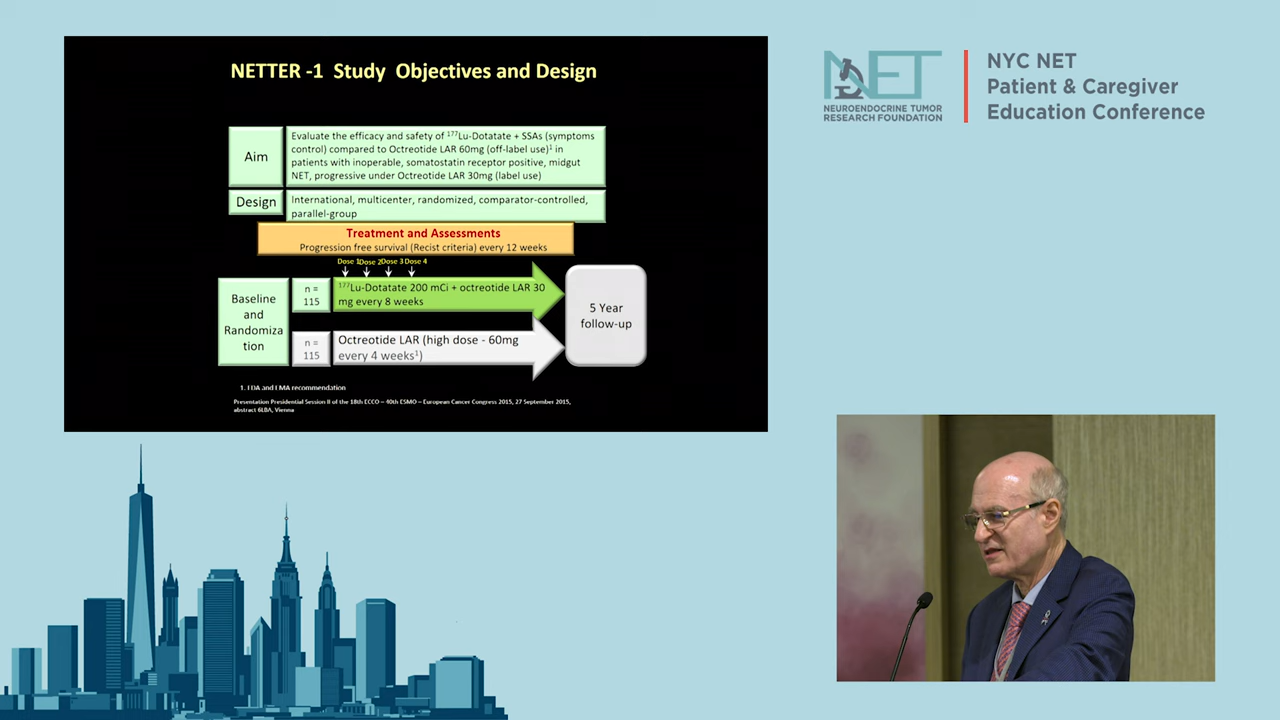 NETTER -1 Study Objectives and Design
Aim
Evaluate the efficacy and safety of ¹⁷⁷Lu-Dotatate + SSAs (symptoms
control) compared to Octreotide LAR 60mg (off-label use)¹ in
patients with inoperable, somatostatin receptor positive, midgut
NET, progressive under Octreotide LAR 30mg (label use)
Design
International, multicenter, randomized, comparator-controlled,
parallel-group
Treatment and Assessments
Progression free survival (Recist criteria) every 12 weeks
Dose 1 Dose 2 Dose 3 Dose 4
Baseline
and
Randomiza
tion
n =
115
¹⁷⁷Lu-Dotatate 200 mCi + octreotide LAR 30
mg every 8 weeks
n =
115
Octreotide LAR (high dose - 60mg
every 4 weeks¹)
5 Year
follow-up
1. FDA and EMA recommendation
Presentation Presidential Session II of the 18th ECCO – 40th ESMO – European Cancer Congress 2015, 27 September 2015,
abstract 6LBA, Vienna
NET
NEUROENDOCRINE TUMOR
RESEARCH FOUNDATION
NYC NET
Patient & Caregiver
Education Conference